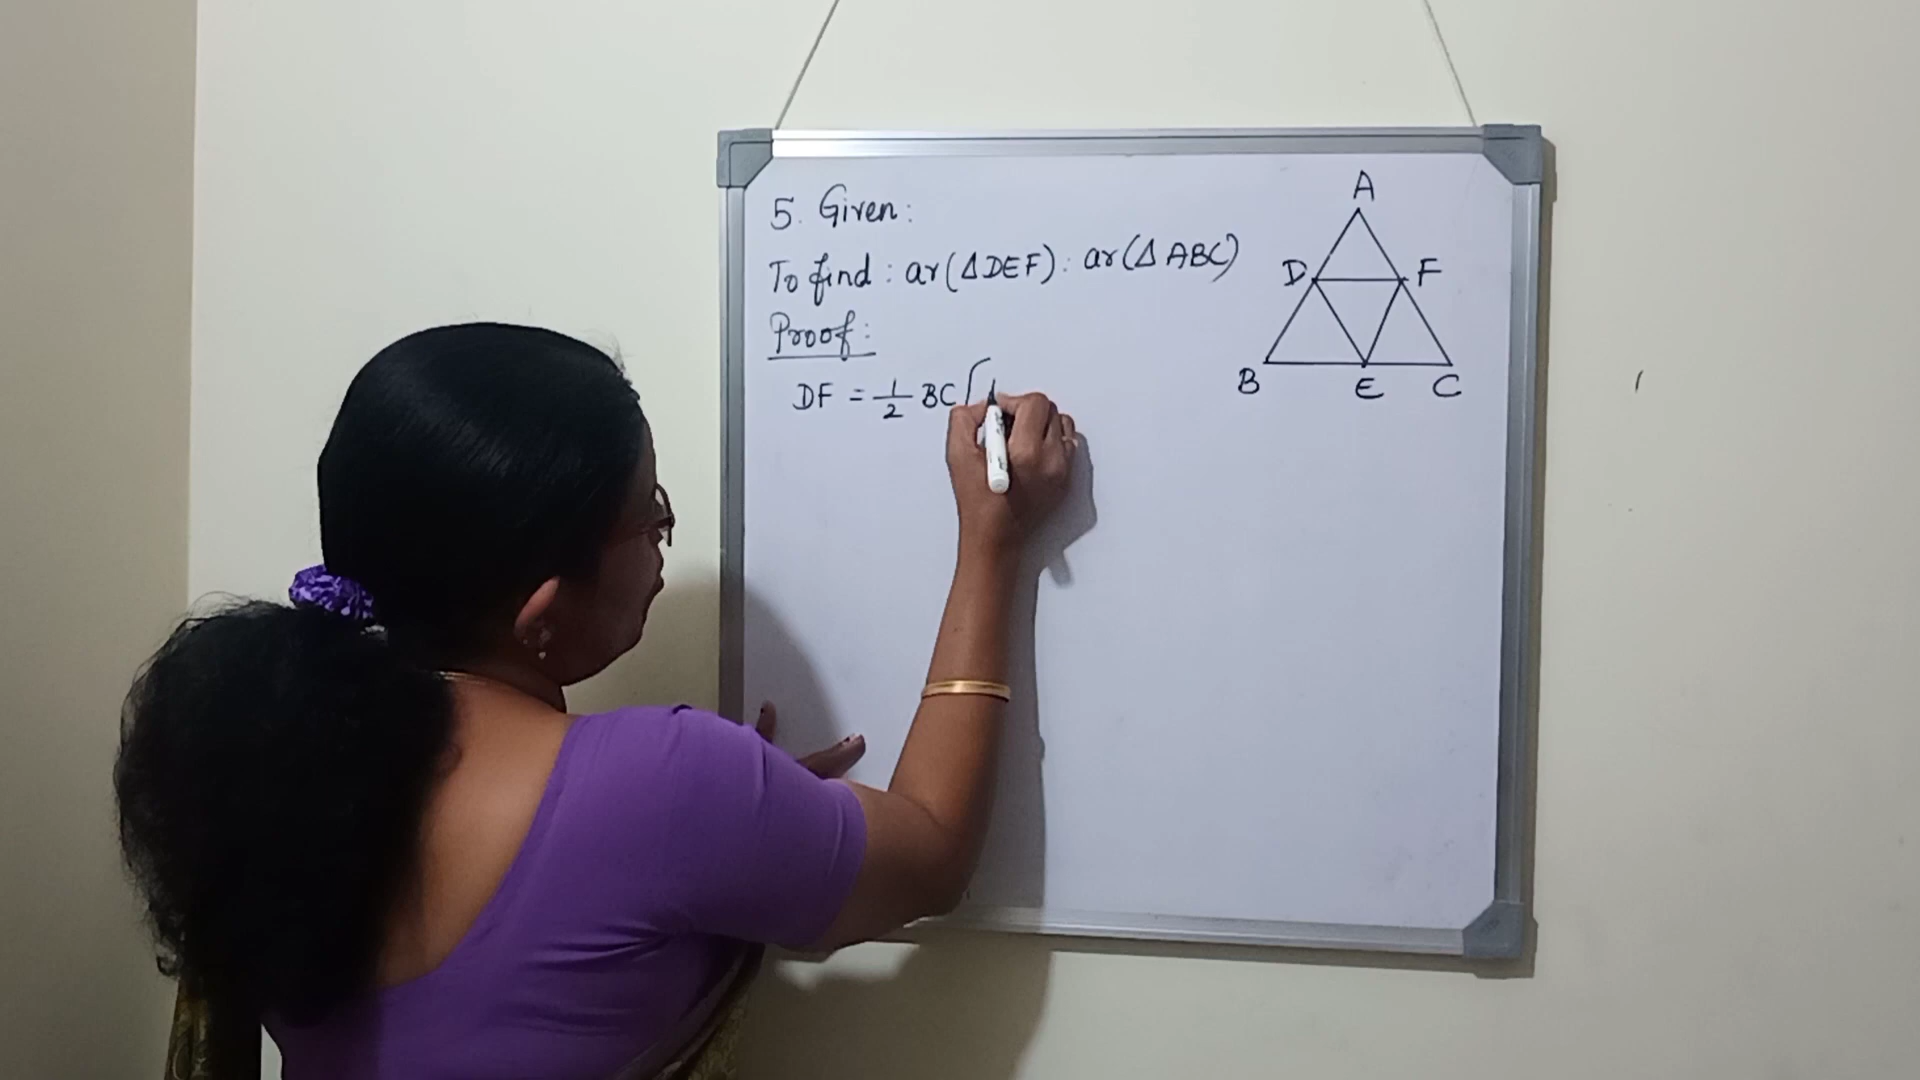 5. Given:
To find: ar(ΔDEF): ar(ΔABC)
Proof:
DF = 1/2 BC (
A
D F
B E C